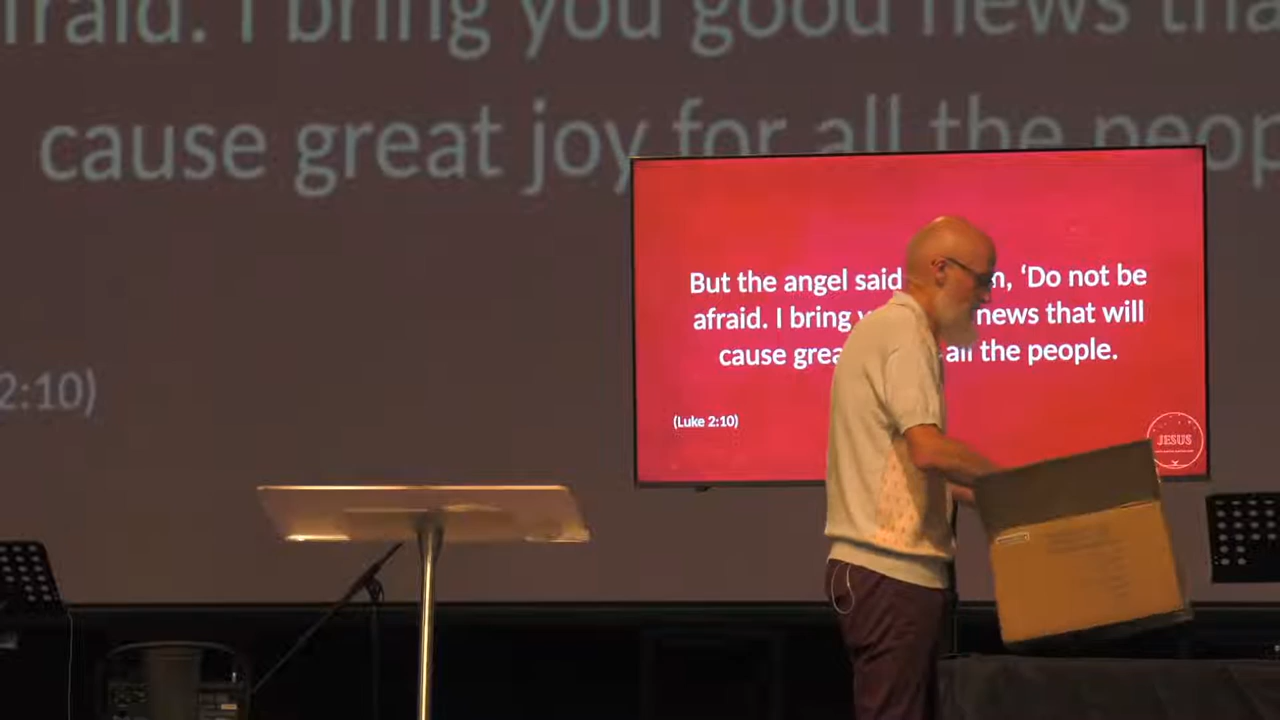 fraid. I bring you good news tha
cause great joy for all the peop
2:10)
But the angel said n, ‘Do not be
afraid. I bring news that will
cause grea all the people.
(Luke 2:10)
JESUS